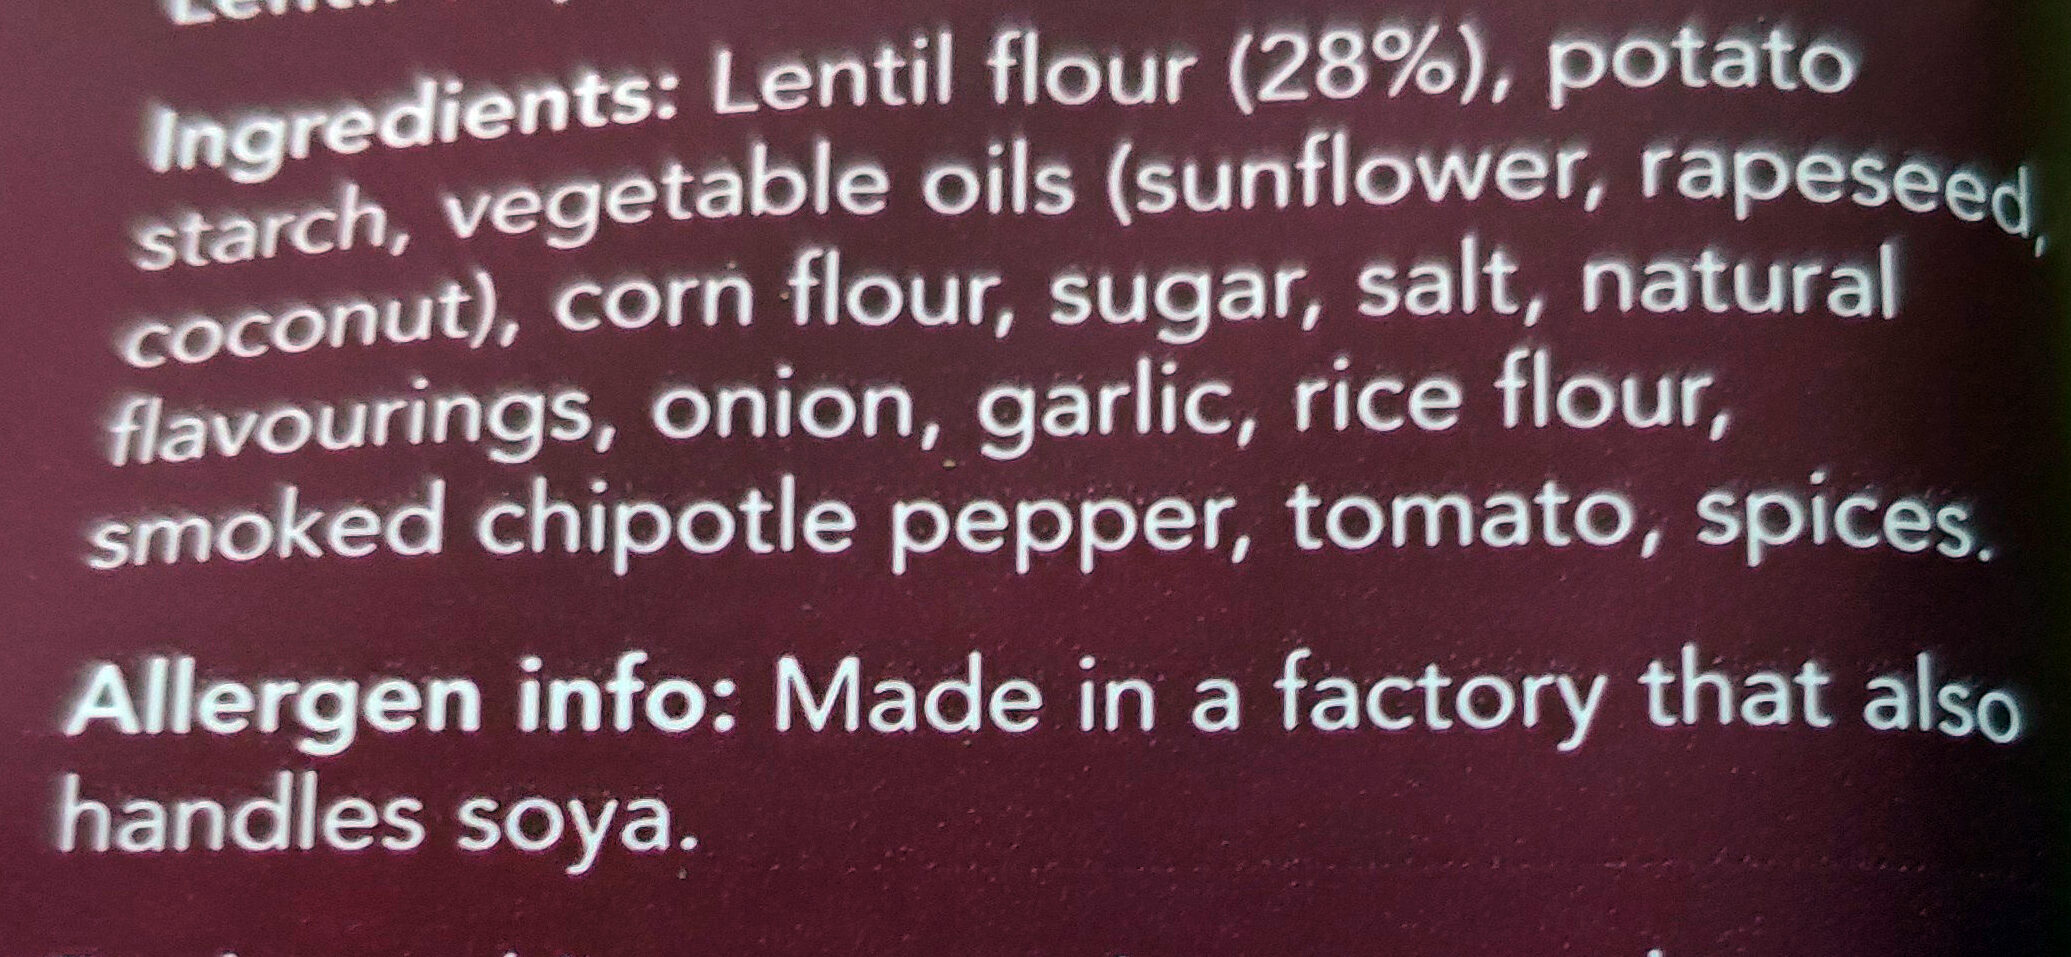 Ingredients: Lentil flour (28%), potato
starch, vegetable oils (sunflower, rapeseed,
coconut), corn flour, sugar, salt, natural
flavourings, onion, garlic, rice flour,
smoked chipotle pepper, tomato, spices.
Allergen info: Made in a factory that also
handles soya.